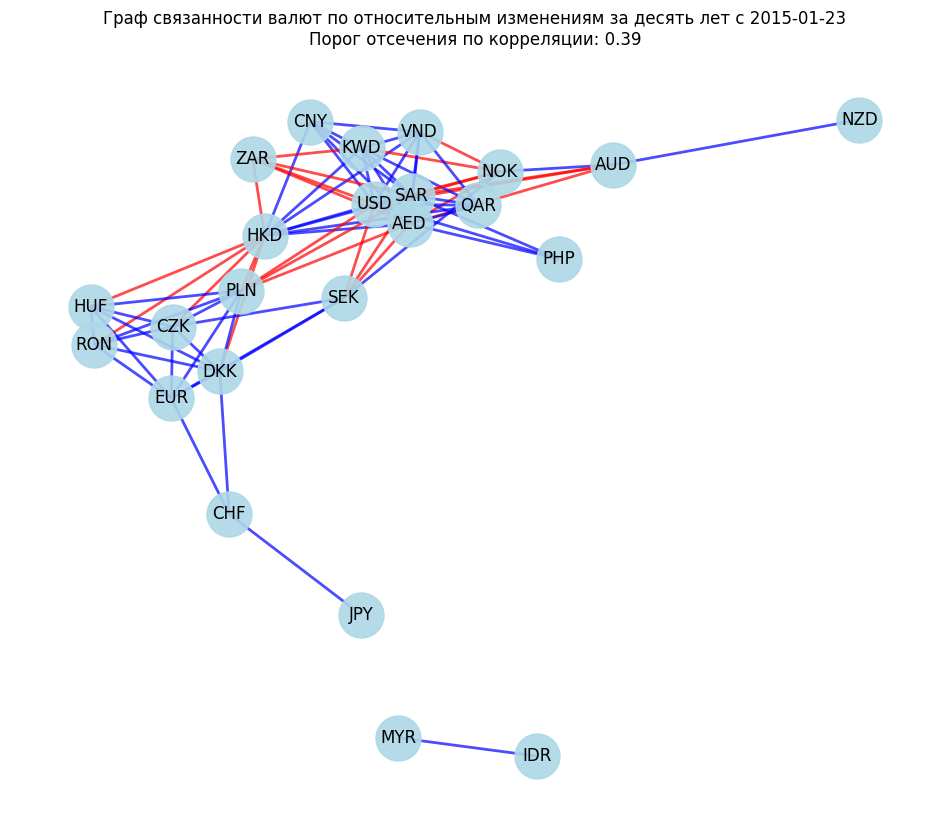 Граф связанности валют по относительным изменениям за десять лет с 2015-01-23
Порог отсечения по корреляции: 0.39
NZD
CNY
VND
KWD
ZAR
AUD
NOK
SAR
USD
QAR
AED
HKD
PHP
PLN
SEK
HUF
CZK
RON
DKK
EUR
CHF
JPY
MYR
IDR